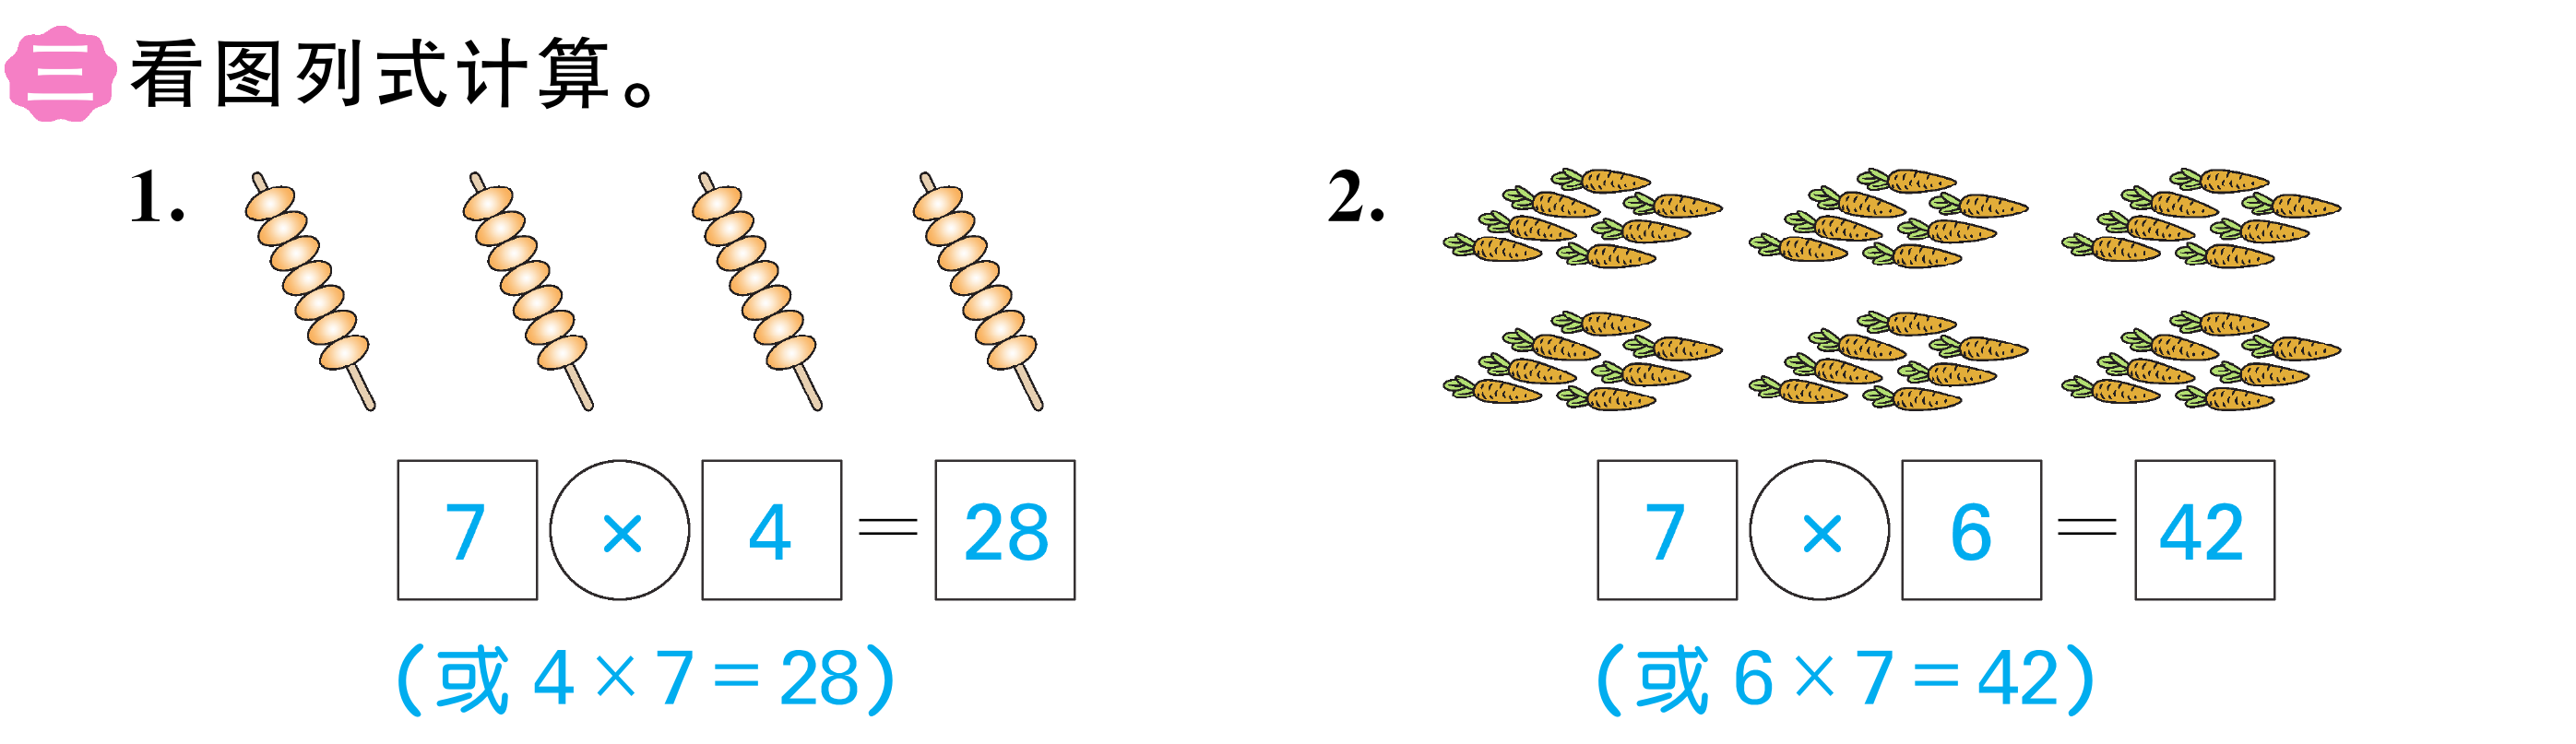 三 看图列式计算。
1.
7 × 4 = 28
(或 4 × 7 = 28)
2.
7 × 6 = 42
(或 6 × 7 = 42)